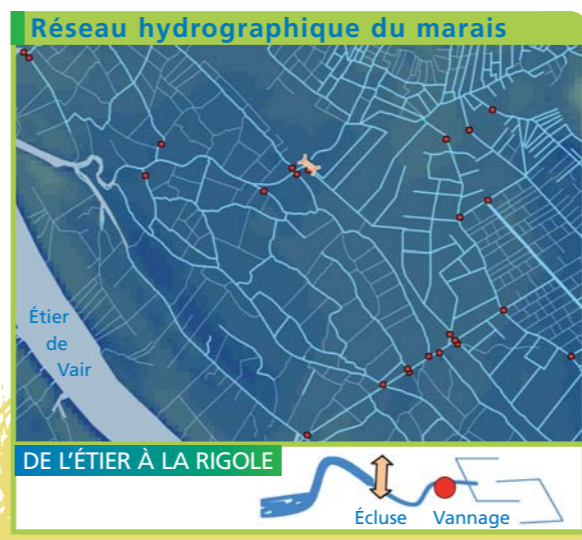 Réseau hydrographique du marais
Étier
de
Vair
DE L'ÉTIER À LA RIGOLE
Écluse Vannage